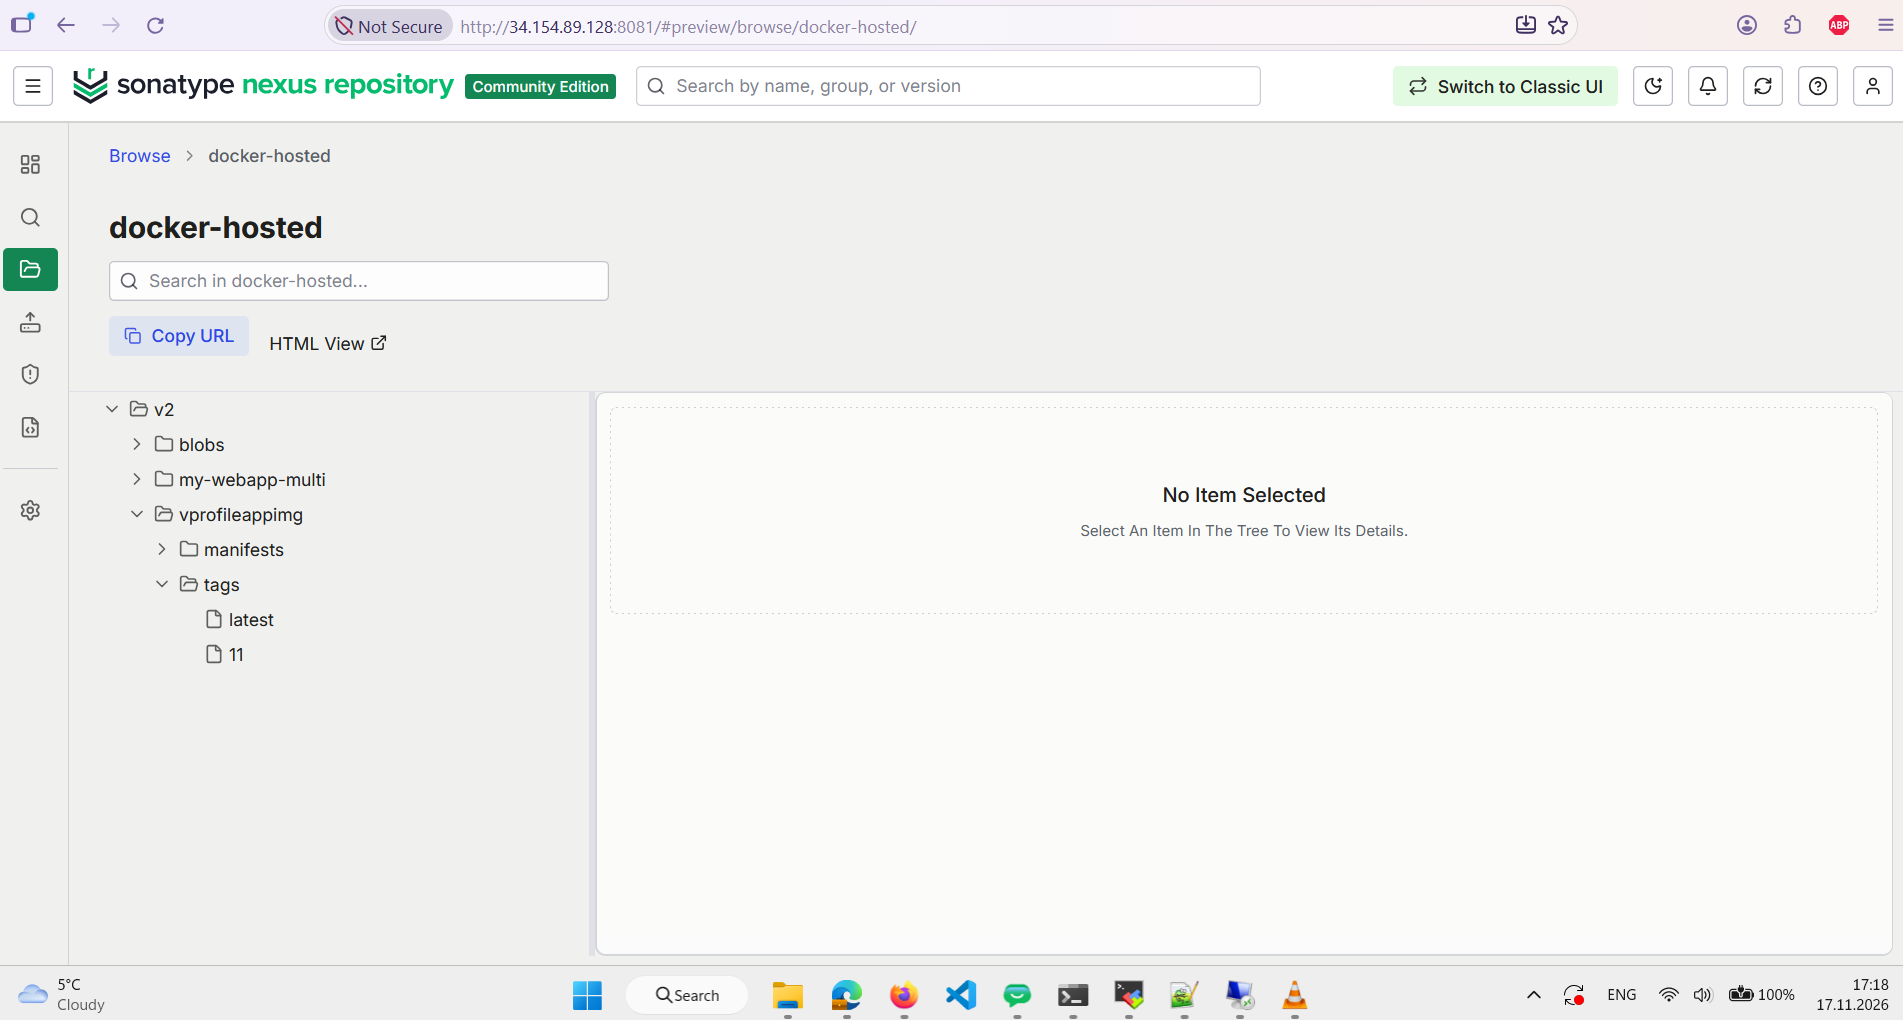 Not Secure http://34.154.89.128:8081/#preview/browse/docker-hosted/
ABP
sonatype nexus repository Community Edition
Search by name, group, or version
Switch to Classic UI
Browse > docker-hosted
docker-hosted
Search in docker-hosted...
Copy URL
HTML View
v2
blobs
my-webapp-multi
vprofileappimg
manifests
tags
latest
11
No Item Selected
Select An Item In The Tree To View Its Details.
5°C
Cloudy
Search
ENG
100%
17:18
17.11.2026